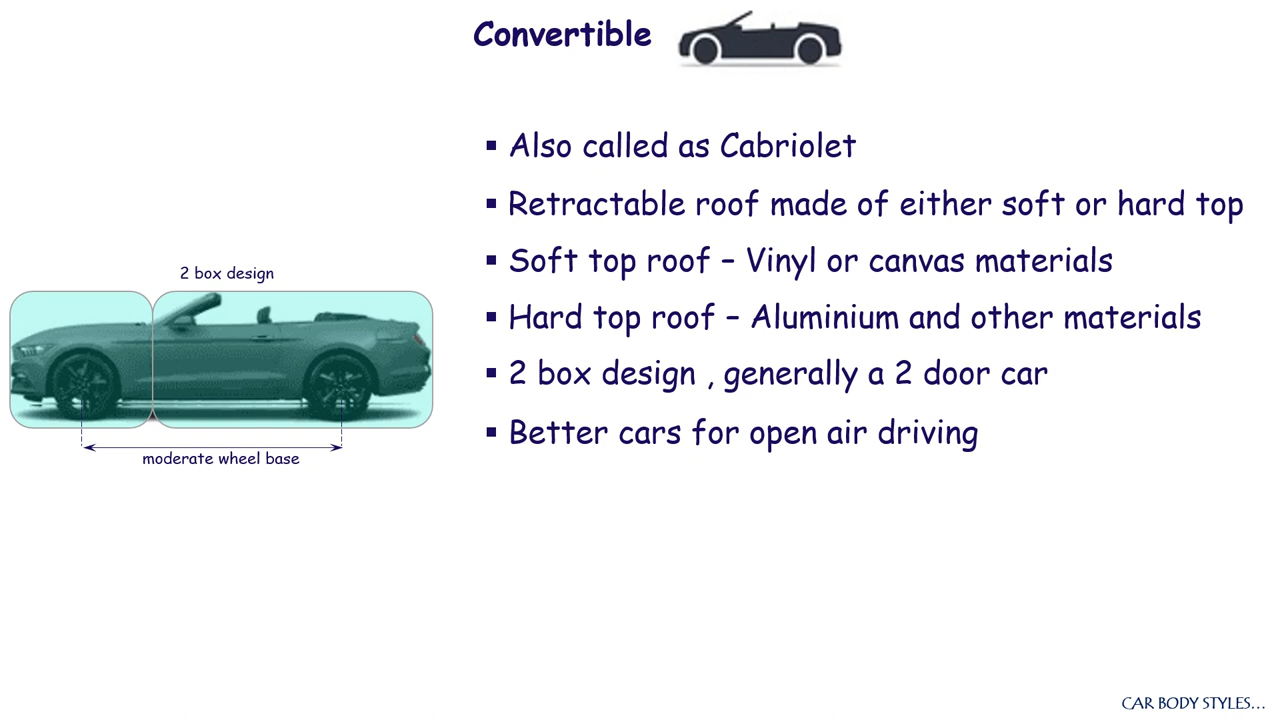 Convertible
▪ Also called as Cabriolet
▪ Retractable roof made of either soft or hard top
▪ Soft top roof – Vinyl or canvas materials
▪ Hard top roof – Aluminium and other materials
▪ 2 box design , generally a 2 door car
▪ Better cars for open air driving
2 box design
moderate wheel base
CAR BODY STYLES...